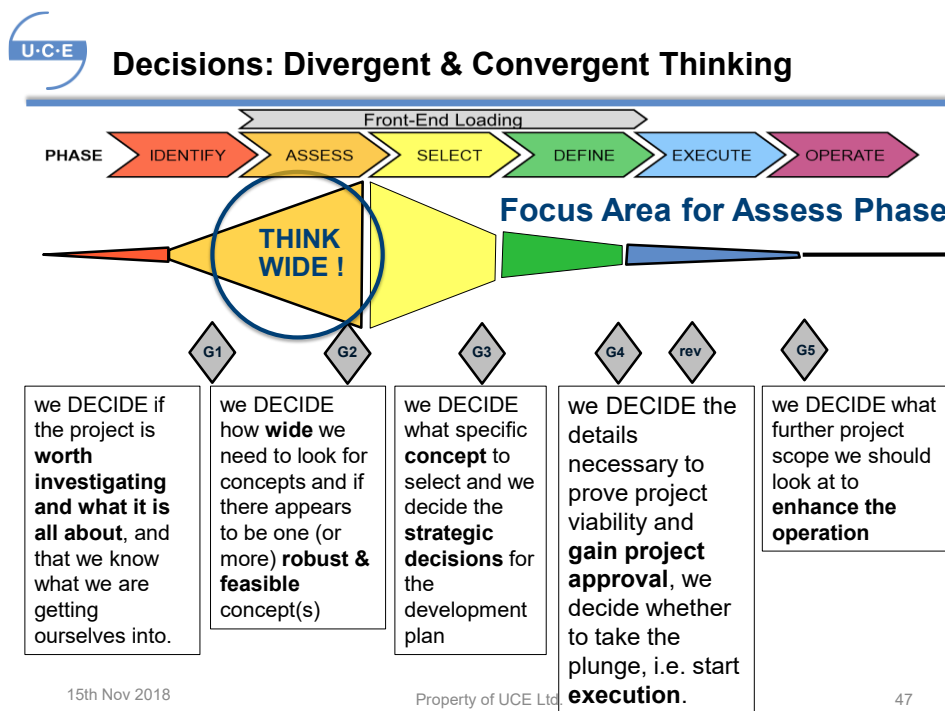 U·C·E
Decisions: Divergent & Convergent Thinking
Front-End Loading
PHASE IDENTIFY ASSESS SELECT DEFINE EXECUTE OPERATE
Focus Area for Assess Phase
THINK
WIDE !
G1 G2 G3 G4 rev G5
we DECIDE if
the project is
worth
investigating
and what it is
all about, and
that we know
what we are
getting
ourselves into.
we DECIDE
how wide we
need to look for
concepts and if
there appears
to be one (or
more) robust &
feasible
concept(s)
we DECIDE
what specific
concept to
select and we
decide the
strategic
decisions for
the
development
plan
we DECIDE the
details
necessary to
prove project
viability and
gain project
approval, we
decide whether
to take the
plunge, i.e. start
execution.
we DECIDE what
further project
scope we should
look at to
enhance the
operation
15th Nov 2018
Property of UCE Ltd.
47